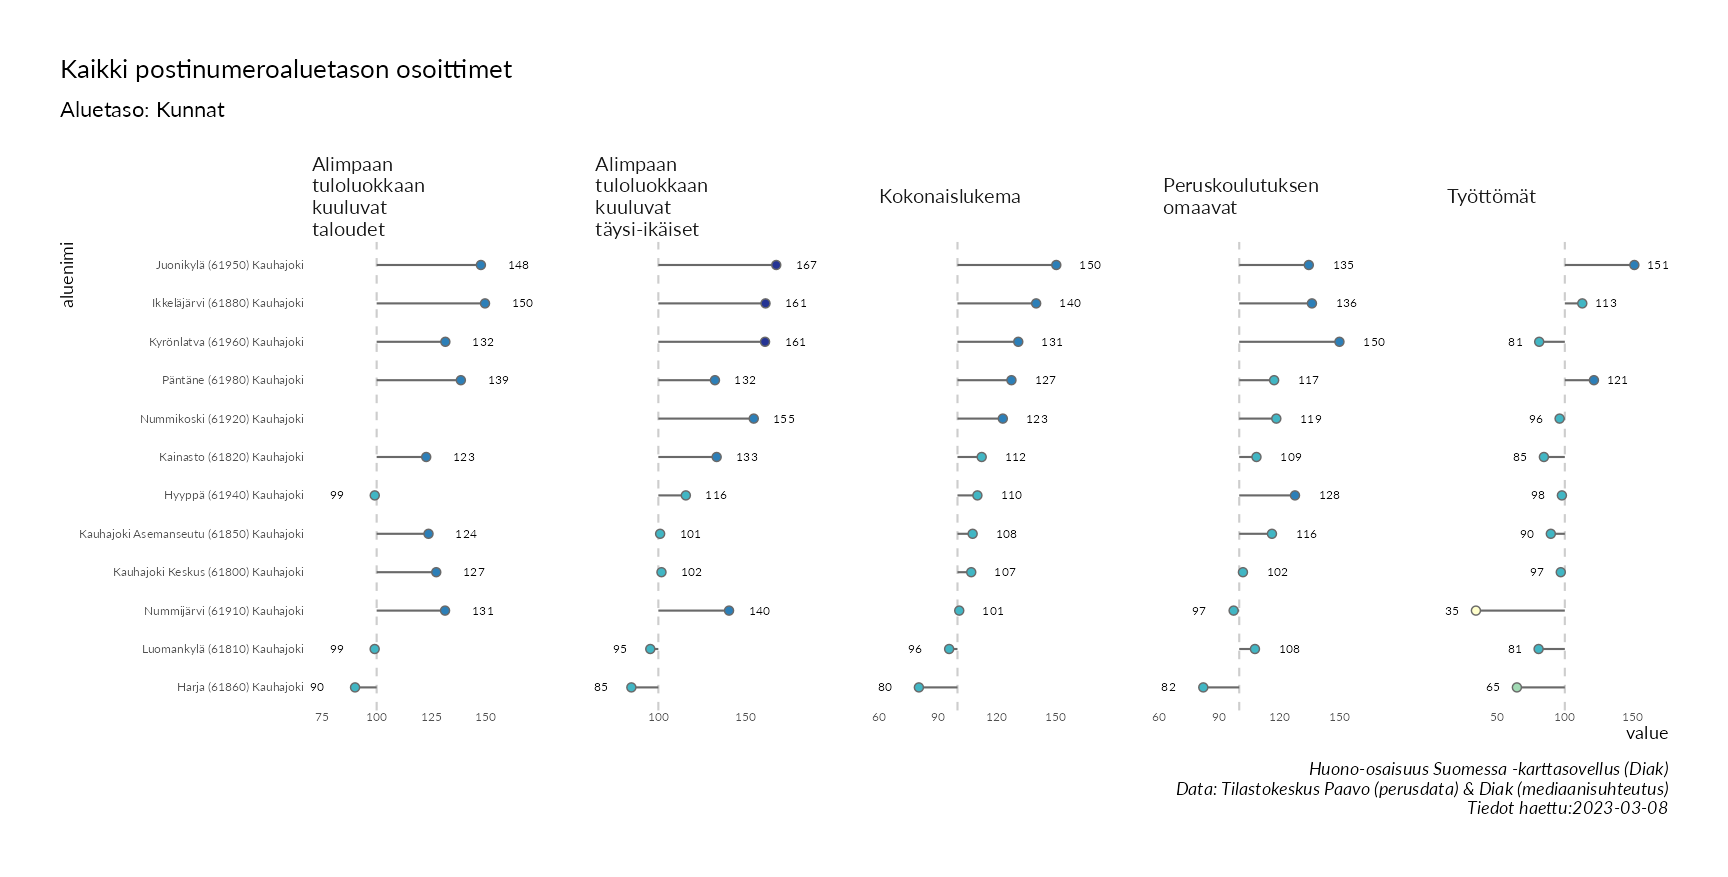 Kaikki postinumeroaluetason osoittimet
Aluetaso: Kunnat
Alimpaan
tuloluokkaan
kuuluvat
taloudet
Alimpaan
tuloluokkaan
kuuluvat
täysi-ikäiset
Kokonaislukema
Peruskoulutuksen
omaavat
Työttömät
aluenimi
Juonikylä (61950) Kauhajoki 148 167 150 135 151
Ikkeläjärvi (61880) Kauhajoki 150 161 140 136 113
Kyrönlatva (61960) Kauhajoki 132 161 131 150 81
Päntäne (61980) Kauhajoki 139 132 127 117 121
Nummikoski (61920) Kauhajoki 155 123 119 96
Kainasto (61820) Kauhajoki 123 133 112 109 85
Hyyppä (61940) Kauhajoki 99 116 110 128 98
Kauhajoki Asemanseutu (61850) Kauhajoki 124 101 108 116 90
Kauhajoki Keskus (61800) Kauhajoki 127 102 107 102 97
Nummijärvi (61910) Kauhajoki 131 140 101 97 35
Luomankylä (61810) Kauhajoki 99 95 96 108 81
Harja (61860) Kauhajoki 90 85 80 82 65
75 100 125 150 100 150 60 90 120 150 60 90 120 150 50 100 150
value
Huono-osaisuus Suomessa -karttasovellus (Diak)
Data: Tilastokeskus Paavo (perusdata) & Diak (mediaanisuhteutus)
Tiedot haettu:2023-03-08